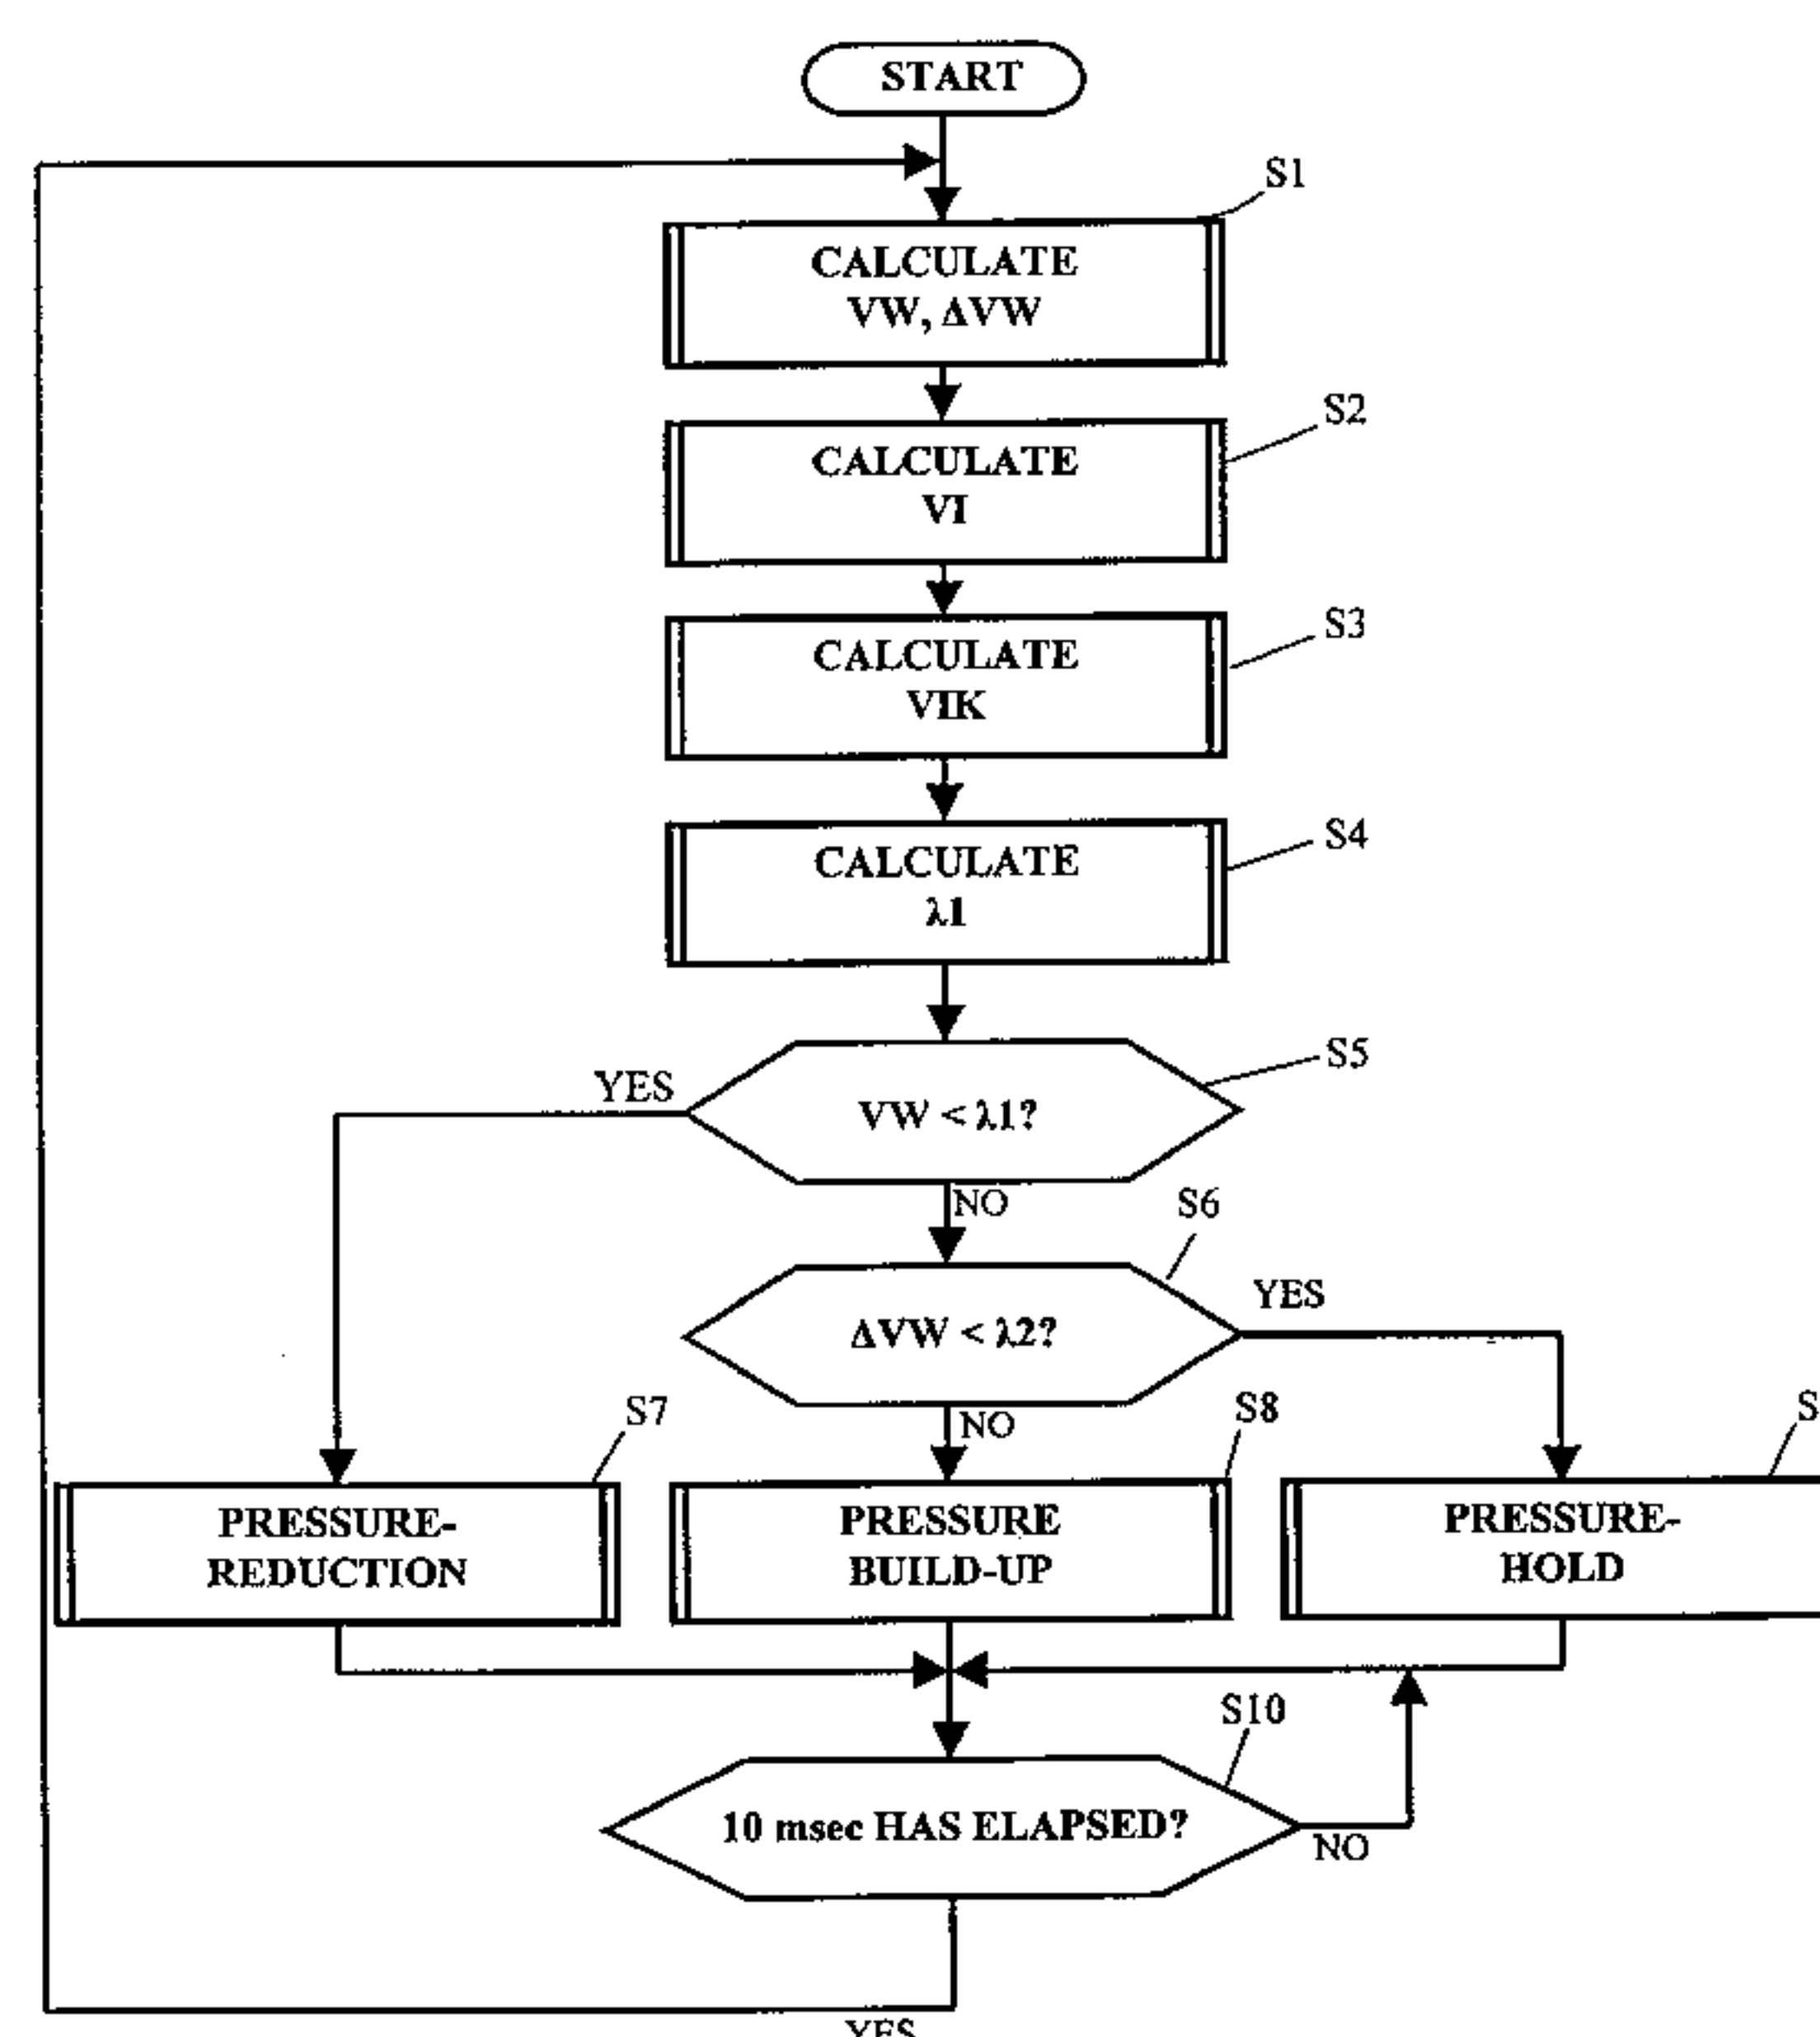 START
S1
CALCULATE
VW, ΔVW
S2
CALCULATE
VI
S3
CALCULATE
VIK
S4
CALCULATE
λ1
S5
YES
VW < λ1?
NO
S6
YES
ΔVW < λ2?
NO
S7
S8
S
PRESSURE-
REDUCTION
PRESSURE
BUILD-UP
PRESSURE-
HOLD
S10
10 msec HAS ELAPSED?
NO
YES